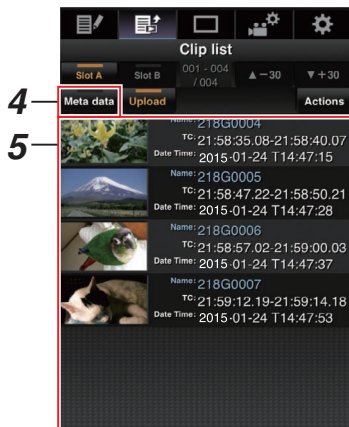 Clip list
Slot A Slot B 001 - 004 / 004 ▲−30 ▼+30
4 Meta data Upload Actions
5
Name: 218G0004
TC: 21:58:35.08-21:58:40.07
Date Time: 2015-01-24 T14:47:15
Name: 218G0005
TC: 21:58:47.22-21:58:50.21
Date Time: 2015-01-24 T14:47:28
Name: 218G0006
TC: 21:58:57.02-21:59:00.03
Date Time: 2015-01-24 T14:47:37
Name: 218G0007
TC: 21:59:12.19-21:59:14.18
Date Time: 2015-01-24 T14:47:53